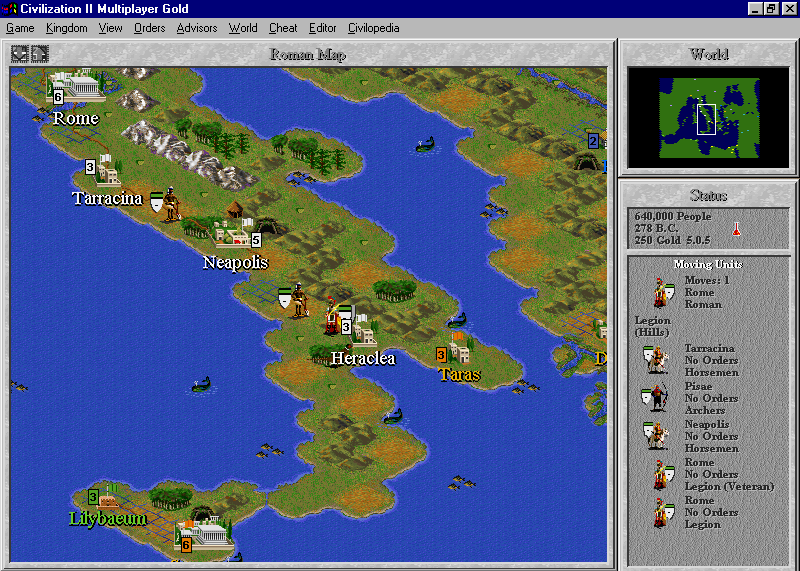 Civilization II Multiplayer Gold
Game Kingdom View Orders Advisors World Cheat Editor Civilopedia
Roman Map
World
6
Rome
3
Tarracina
5
Neapolis
2
3
Heraclea
3
Taras
D
3
Lilybaeum
6
Status
640,000 People
278 B.C.
250 Gold 5.0.5
Moving Units
Moves: 1
Rome
Roman
Legion
(Hills)
Tarracina
No Orders
Horsemen
Pisae
No Orders
Archers
Neapolis
No Orders
Horsemen
Rome
No Orders
Legion (Veteran)
Rome
No Orders
Legion